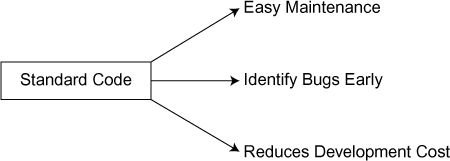 Easy Maintenance
Standard Code
Identify Bugs Early
Reduces Development Cost